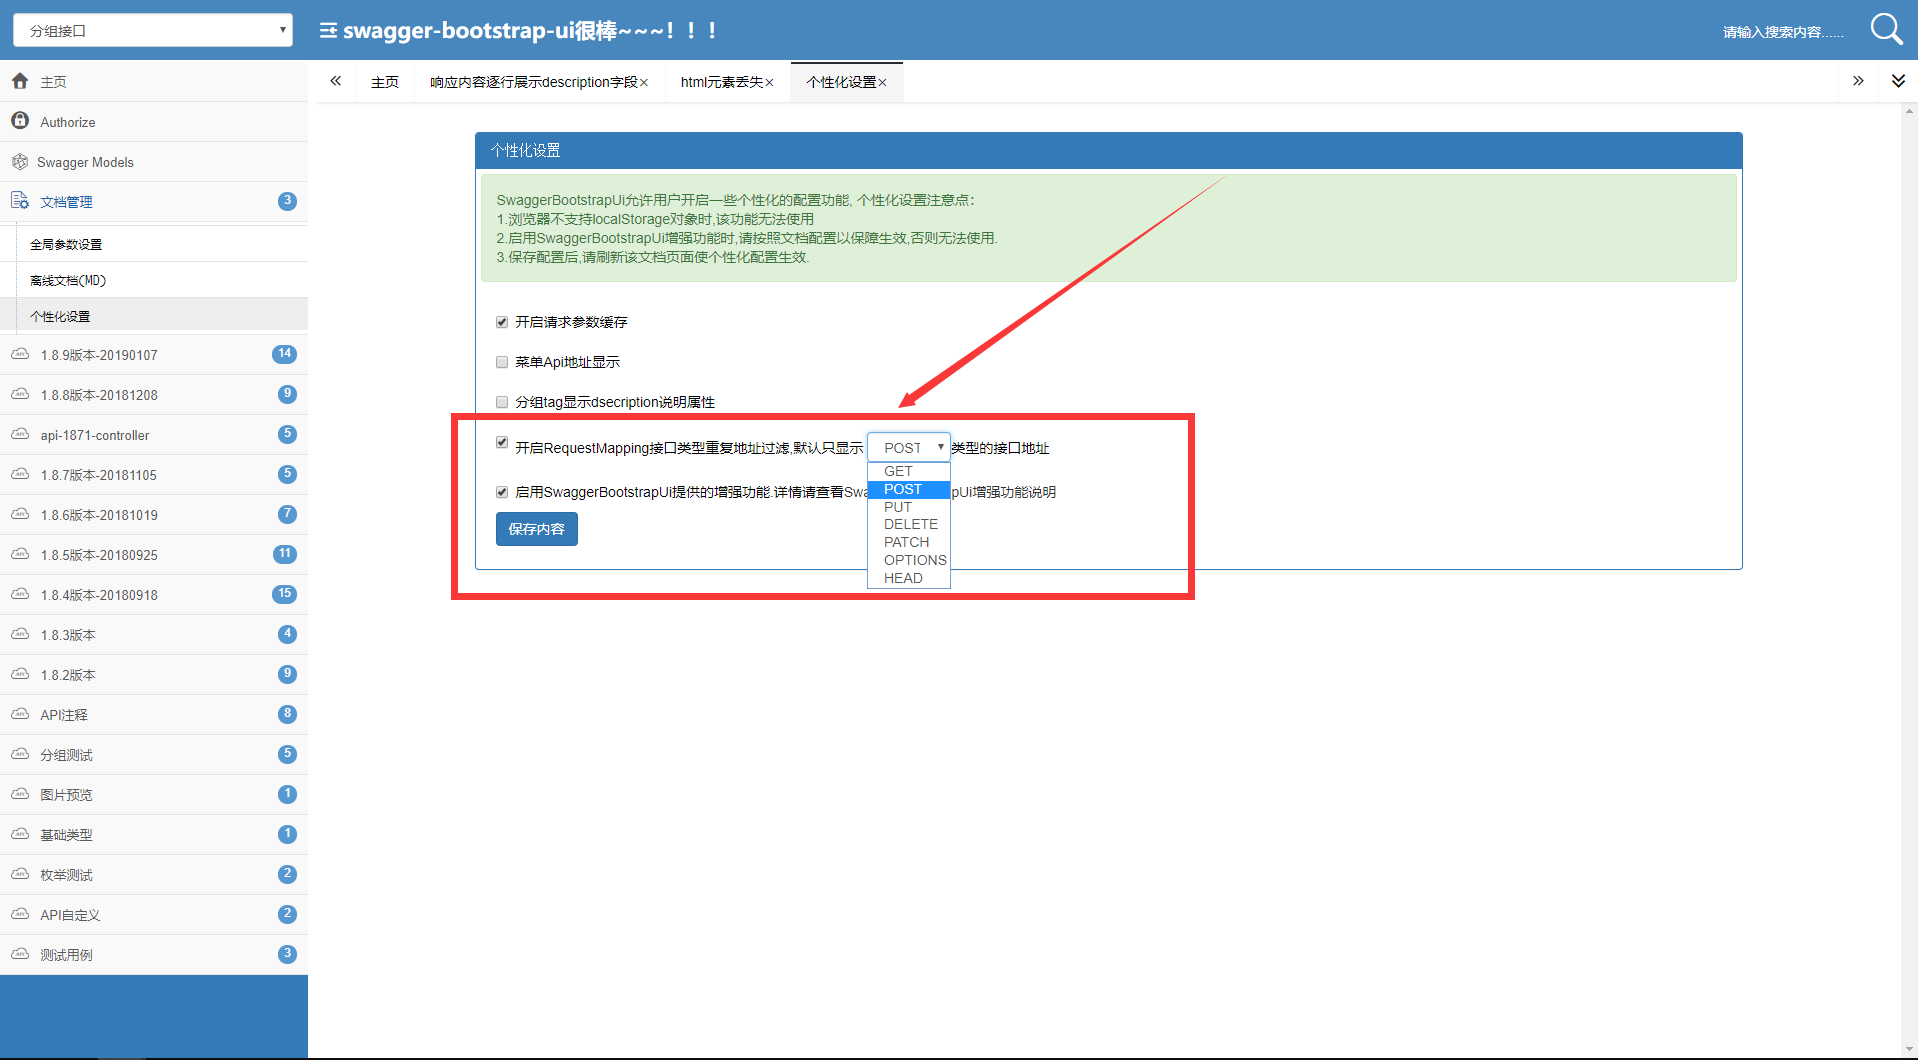 分组接口
swagger-bootstrap-ui很棒~~~！！！
请输入搜索内容......
主页
Authorize
Swagger Models
文档管理 3
全局参数设置
离线文档(MD)
个性化设置
1.8.9版本-20190107 14
1.8.8版本-20181208 9
api-1871-controller 5
1.8.7版本-20181105 5
1.8.6版本-20181019 7
1.8.5版本-20180925 11
1.8.4版本-20180918 15
1.8.3版本 4
1.8.2版本 9
API注释 8
分组测试 5
图片预览 1
基础类型 1
枚举测试 2
API自定义 2
测试用例 3
主页 响应内容逐行展示description字段× html元素丢失× 个性化设置×
个性化设置
SwaggerBootstrapUi允许用户开启一些个性化的配置功能, 个性化设置注意点：
1.浏览器不支持localStorage对象时,该功能无法使用
2.启用SwaggerBootstrapUi增强功能时,请按照文档配置以保障生效,否则无法使用.
3.保存配置后,请刷新该文档页面使个性化配置生效.
开启请求参数缓存
菜单Api地址显示
分组tag显示dsecription说明属性
开启RequestMapping接口类型重复地址过滤,默认只显示 POST 类型的接口地址
GET
POST
PUT
DELETE
PATCH
OPTIONS
HEAD
启用SwaggerBootstrapUi提供的增强功能.详情请查看Swa pUi增强功能说明
保存内容